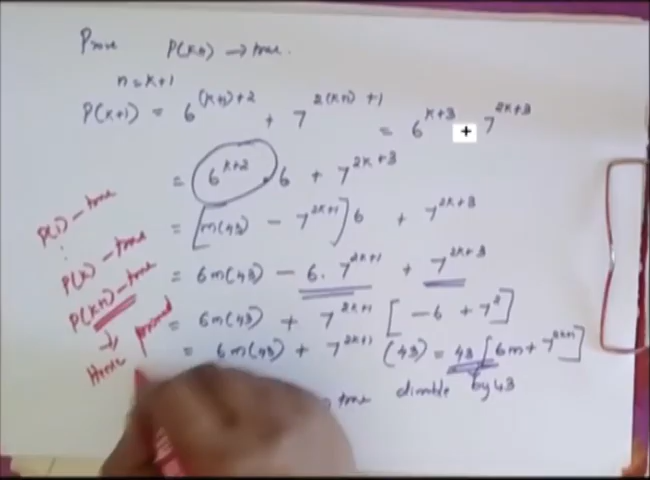 Prove P(k+1) → true.
n = k+1
P(k+1) = 6^{(k+1)+2} + 7^{2(k+1)+1} = 6^{k+3} + 7^{2k+3}
= 6^{k+2} . 6 + 7^{2k+3}
= [m(43) - 7^{2k+1}] 6 + 7^{2k+3}
= 6m(43) - 6. 7^{2k+1} + 7^{2k+3}
= 6m(43) + 7^{2k+1} [-6 + 7^2]
= 6m(43) + 7^{2k+1} (43) = 43 [6m + 7^{2k+1}]
true divisible by 43
P(1) - true
:
P(k) - true
P(k+1) - true
→ Hence proved